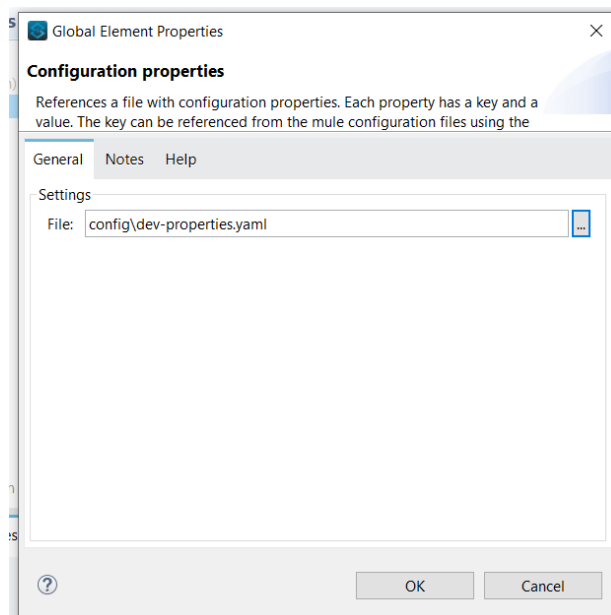 Global Element Properties
Configuration properties
References a file with configuration properties. Each property has a key and a
value. The key can be referenced from the mule configuration files using the
General Notes Help
Settings
File: config\dev-properties.yaml ...
OK Cancel